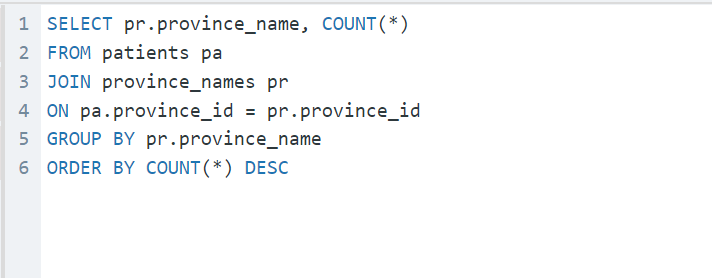 1 SELECT pr.province_name, COUNT(*)
2 FROM patients pa
3 JOIN province_names pr
4 ON pa.province_id = pr.province_id
5 GROUP BY pr.province_name
6 ORDER BY COUNT(*) DESC